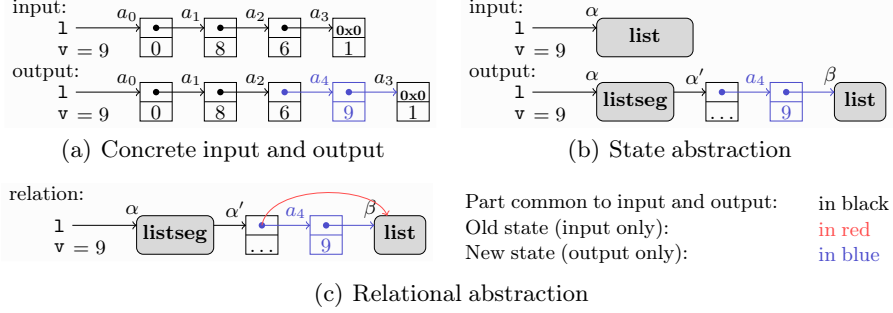 input:
l a₀ a₁ a₂ a₃ 0x0
v = 9 0 8 6 1
output:
l a₀ a₁ a₂ a₄ a₃ 0x0
v = 9 0 8 6 9 1
(a) Concrete input and output
input:
l α list
v = 9
output:
l α listseg α′ a₄ β list
v = 9 ... 9
(b) State abstraction
relation:
l α listseg α′ a₄ β list
v = 9 ... 9
Part common to input and output: in black
Old state (input only): in red
New state (output only): in blue
(c) Relational abstraction